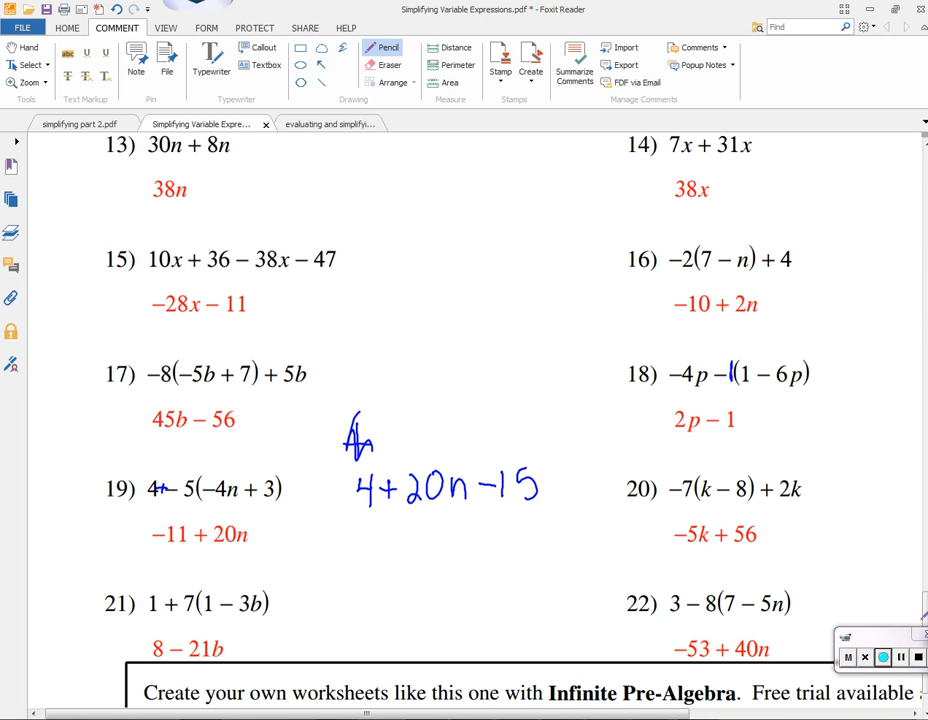 Simplifying Variable Expressions.pdf * - Foxit Reader
FILE HOME COMMENT VIEW FORM PROTECT SHARE HELP
Find
Hand
Select
Zoom
Tools
abc U U
T T T
Text Markup
Note
File
Pin
Typewriter
Callout
Textbox
Typewriter
Pencil
Eraser
Arrange
Drawing
Distance
Perimeter
Area
Measure
Stamp
Create
Stamps
Summarize Comments
Import
Export
FDF via Email
Comments
Popup Notes
Manage Comments
simplifying part 2.pdf
Simplifying Variable Expre...
evaluating and simplifyi...
13) 30n + 8n
38n
14) 7x + 31x
38x
15) 10x + 36 − 38x − 47
−28x − 11
16) −2(7 − n) + 4
−10 + 2n
17) −8(−5b + 7) + 5b
45b − 56
18) −4p −1(1 − 6p)
2p − 1
19) 4+− 5(−4n + 3)
4+20n−15
−11 + 20n
20) −7(k − 8) + 2k
−5k + 56
21) 1 + 7(1 − 3b)
8 − 21b
22) 3 − 8(7 − 5n)
−53 + 40n
M
Create your own worksheets like this one with Infinite Pre-Algebra. Free trial available